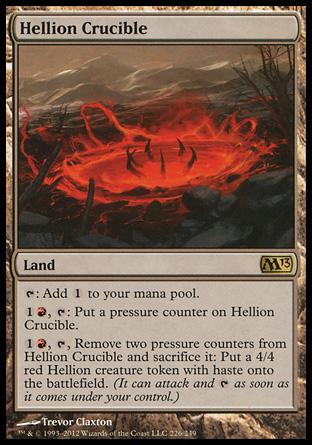 Hellion Crucible
Land
M13
: Add 1 to your mana pool.
1 , : Put a pressure counter on Hellion
Crucible.
1 , , Remove two pressure counters from
Hellion Crucible and sacrifice it: Put a 4/4
red Hellion creature token with haste onto
the battlefield. (It can attack and as soon as
it comes under your control.)
Trevor Claxton
™ & © 1993–2012 Wizards of the Coast LLC 226/249